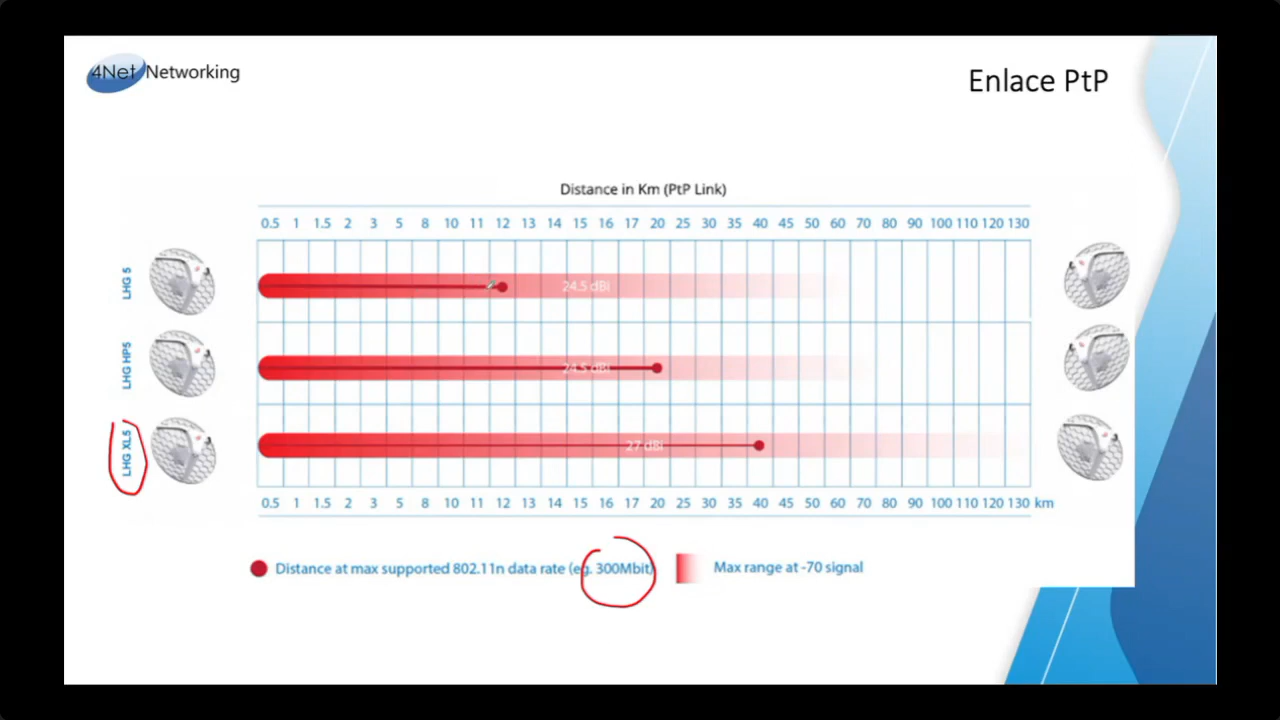 4Net Networking
Enlace PtP
Distance in Km (PtP Link)
0.5 1 1.5 2 3 5 8 10 11 12 13 14 15 16 17 20 25 30 35 40 45 50 60 70 80 90 100 110 120 130
LHG 5
24.5 dBi
LHG HP5
24.5 dBi
LHG XL5
27 dBi
0.5 1 1.5 2 3 5 8 10 11 12 13 14 15 16 17 20 25 30 35 40 45 50 60 70 80 90 100 110 120 130 km
Distance at max supported 802.11n data rate (eg. 300Mbit)
Max range at -70 signal